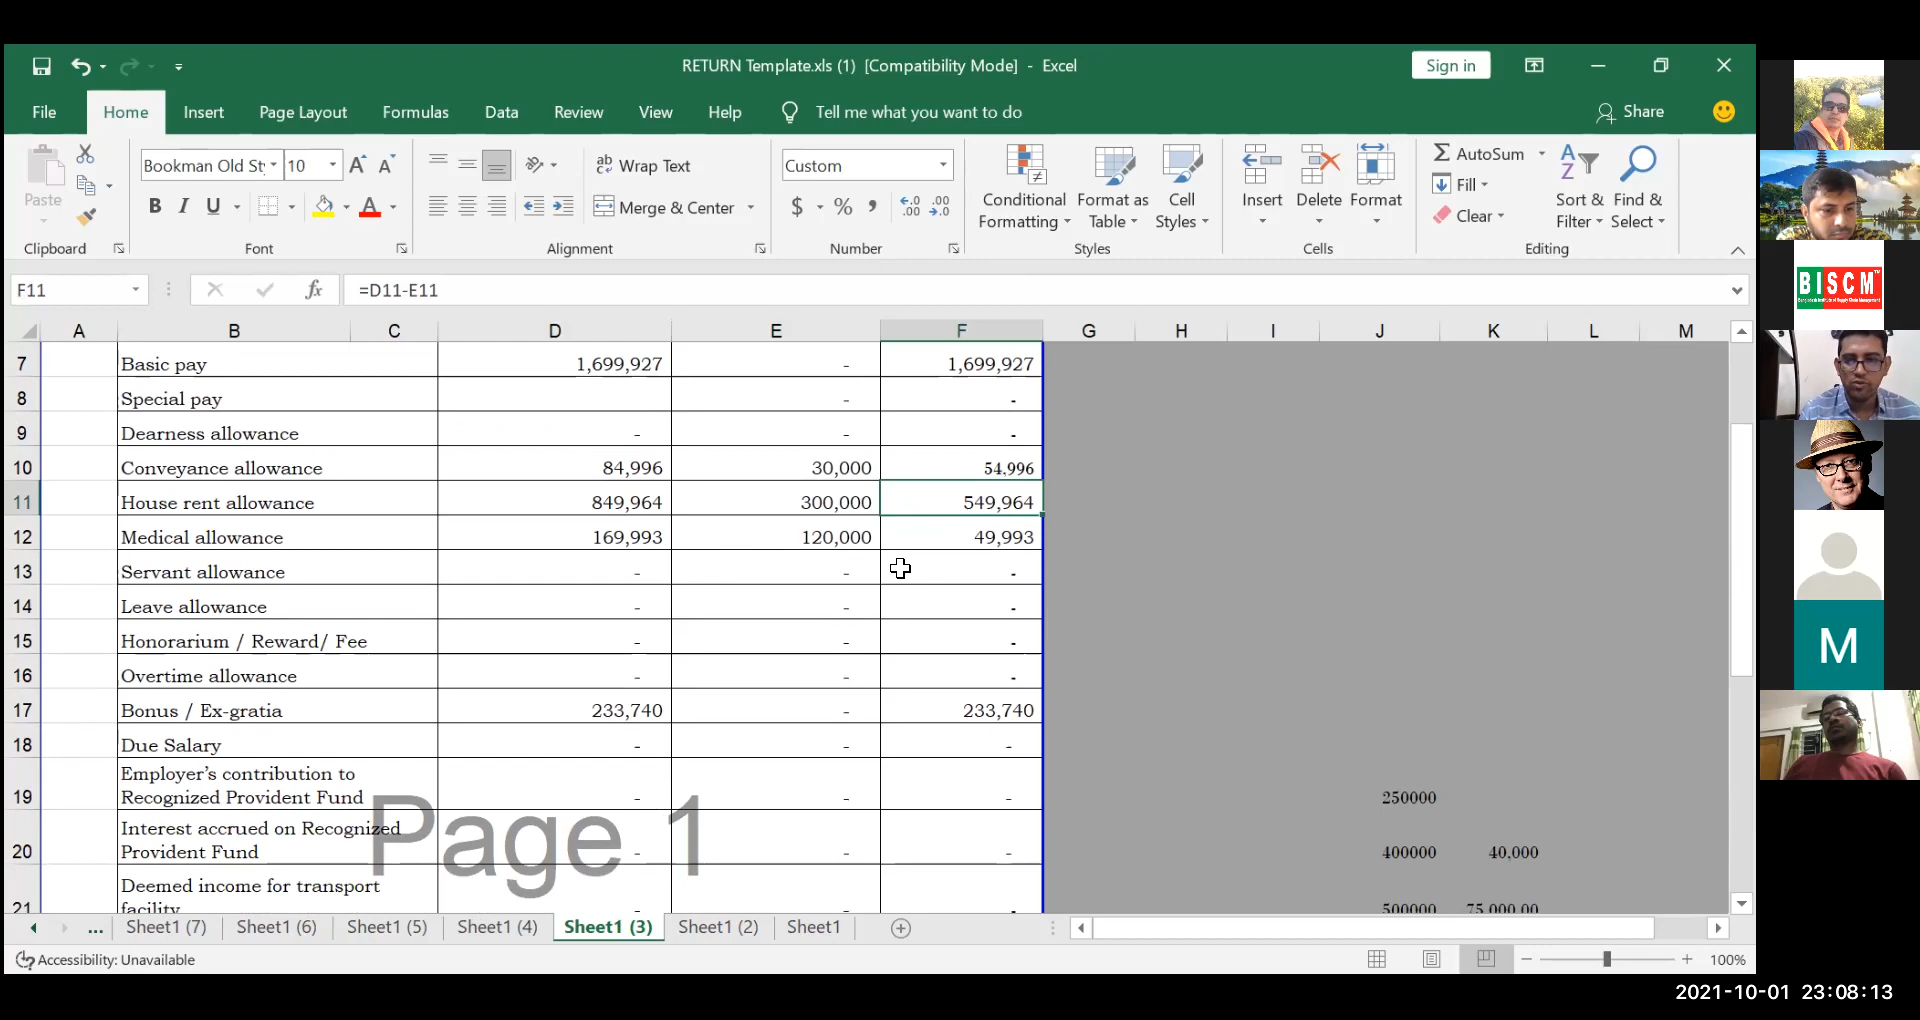 RETURN Template.xls (1) [Compatibility Mode] - Excel
Sign in
File Home Insert Page Layout Formulas Data Review View Help Tell me what you want to do Share
Paste
Clipboard
Bookman Old St 10
B I U A
Font
Wrap Text
Merge & Center
Alignment
Custom
$ % ,
Number
Conditional Formatting
Format as Table
Cell Styles
Styles
Insert Delete Format
Cells
AutoSum
Fill
Clear
Sort & Filter
Find & Select
Editing
F11 fx =D11-E11
A B C D E F G H I J K L M
7 Basic pay 1,699,927 - 1,699,927
8 Special pay - -
9 Dearness allowance - - -
10 Conveyance allowance 84,996 30,000 54,996
11 House rent allowance 849,964 300,000 549,964
12 Medical allowance 169,993 120,000 49,993
13 Servant allowance - - -
14 Leave allowance - - -
15 Honorarium / Reward/ Fee - - -
16 Overtime allowance - - -
17 Bonus / Ex-gratia 233,740 - 233,740
18 Due Salary - - -
Employer's contribution to
19 Recognized Provident Fund - - - 250000
Interest accrued on Recognized
20 Provident Fund - - - 400000 40,000
Deemed income for transport
21 facility - - - 500000 75,000.00
Page 1
... Sheet1 (7) Sheet1 (6) Sheet1 (5) Sheet1 (4) Sheet1 (3) Sheet1 (2) Sheet1
Accessibility: Unavailable 100%
BISCM
M
2021-10-01 23:08:13